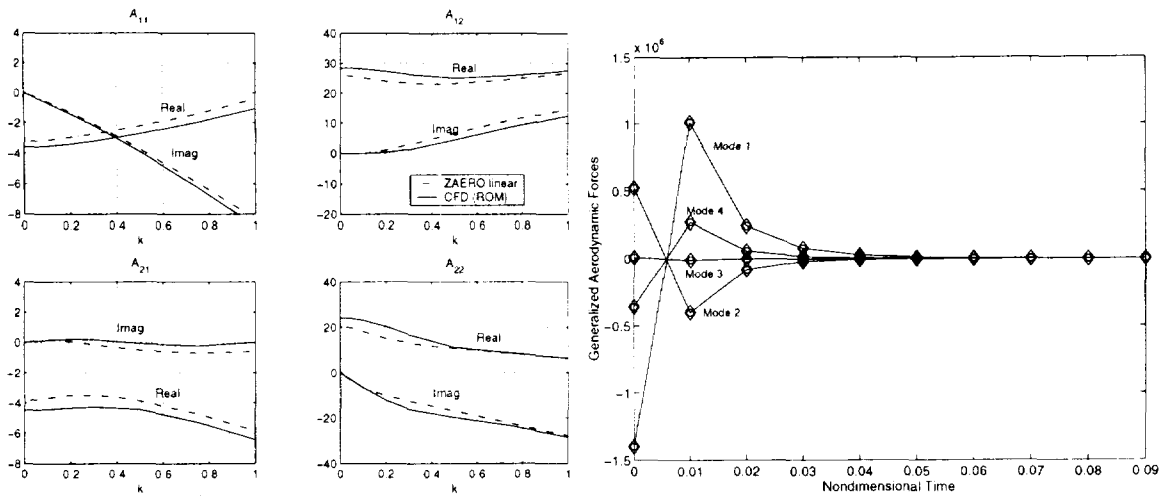 A11
4
2
0
−2
−4
−6
−8
Real
Imag
0 0.2 0.4 0.6 0.8 1
k
A12
40
30
20
10
0
−10
−20
Real
Imag
ZAERO linear
CFD (ROM)
0 0.2 0.4 0.6 0.8 1
k
A21
4
2
0
−2
−4
−6
−8
Imag
Real
0 0.2 0.4 0.6 0.8 1
k
A22
40
20
0
−20
−40
Real
Imag
0 0.2 0.4 0.6 0.8 1
k
x 10^6
1.5
1
0.5
0
−0.5
−1
−1.5
Generalized Aerodynamic Forces
Mode 1
Mode 4
Mode 3
Mode 2
0 0.01 0.02 0.03 0.04 0.05 0.06 0.07 0.08 0.09
Nondimensional Time